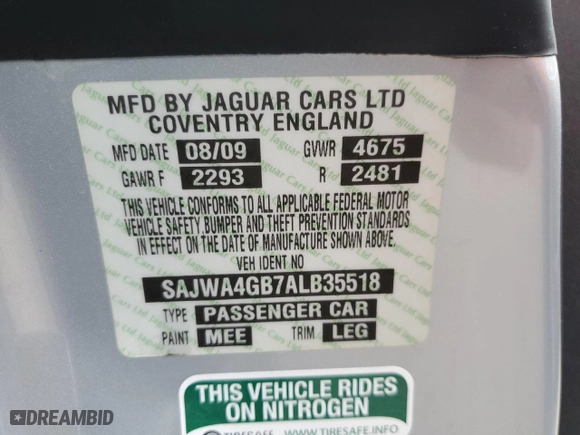 MFD BY JAGUAR CARS LTD
COVENTRY ENGLAND
MFD DATE 08/09 GVWR 4675
GAWR F 2293 R 2481
THIS VEHICLE CONFORMS TO ALL APPLICABLE FEDERAL MOTOR
VEHICLE SAFETY, BUMPER AND THEFT PREVENTION STANDARDS
IN EFFECT ON THE DATE OF MANUFACTURE SHOWN ABOVE.
VEH IDENT NO
SAJWA4GB7ALB35518
TYPE PASSENGER CAR
PAINT MEE TRIM LEG
THIS VEHICLE RIDES
ON NITROGEN
WWW.TIRESAFE.INFO
DREAMBID